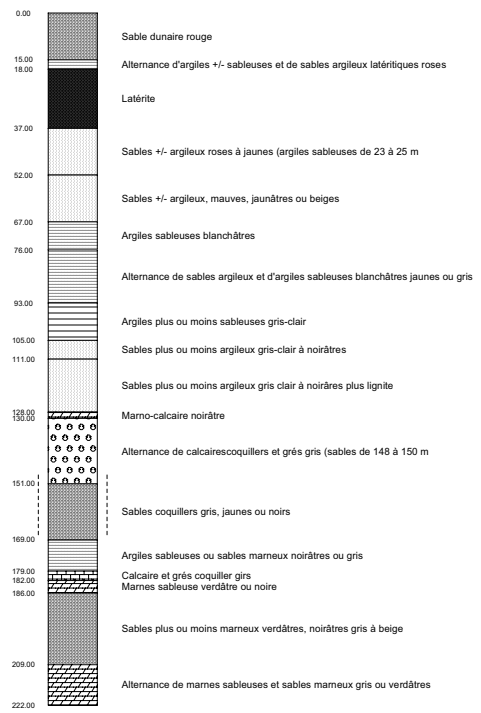 0.00
Sable dunaire rouge
15.00
Alternance d'argiles +/- sableuses et de sables argileux latéritiques roses
18.00
Latérite
37.00
Sables +/- argileux roses à jaunes (argiles sableuses de 23 à 25 m
52.00
Sables +/- argileux, mauves, jaunâtres ou beiges
67.00
Argiles sableuses blanchâtres
76.00
Alternance de sables argileux et d'argiles sableuses blanchâtres jaunes ou gris
93.00
Argiles plus ou moins sableuses gris-clair
105.00
Sables plus ou moins argileux gris-clair à noirâtres
111.00
Sables plus ou moins argileux gris clair à noirâres plus lignite
128.00
Marno-calcaire noirâtre
130.00
Alternance de calcairescoquillers et grés gris (sables de 148 à 150 m
151.00
Sables coquillers gris, jaunes ou noirs
169.00
Argiles sableuses ou sables marneux noirâtres ou gris
179.00
Calcaire et grés coquiller girs
182.00
Marnes sableuse verdâtre ou noire
186.00
Sables plus ou moins marneux verdâtres, noirâtres gris à beige
209.00
Alternance de marnes sableuses et sables marneux gris ou verdâtres
222.00